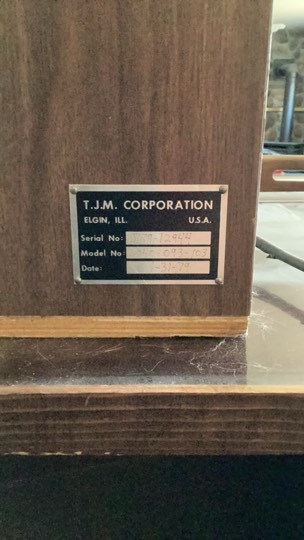 T.J.M. CORPORATION
ELGIN, ILL. U.S.A.
Serial No:
Model No:
Date: